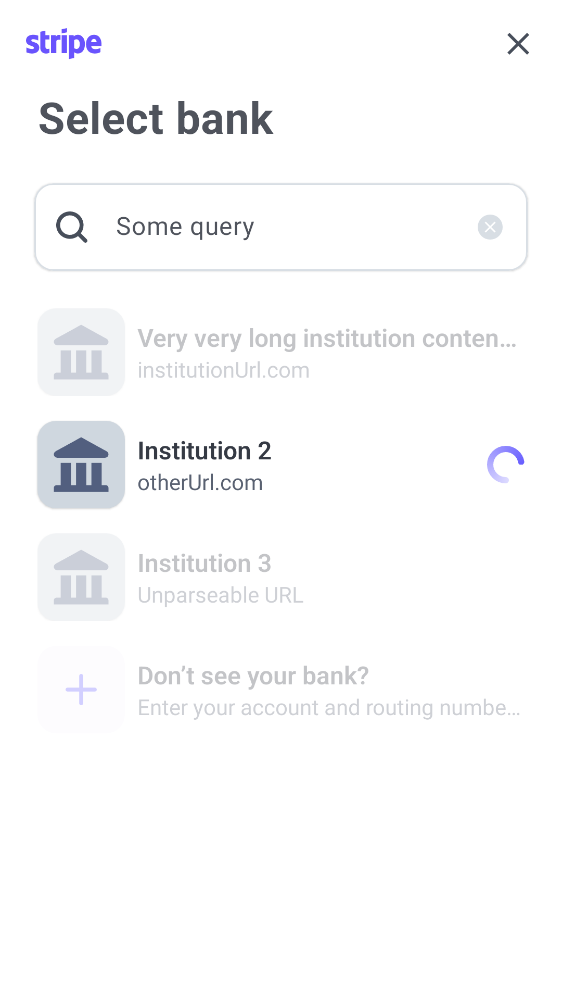 stripe
Select bank
Some query
Very very long institution conten...
institutionUrl.com
Institution 2
otherUrl.com
Institution 3
Unparseable URL
Don’t see your bank?
Enter your account and routing numbe...